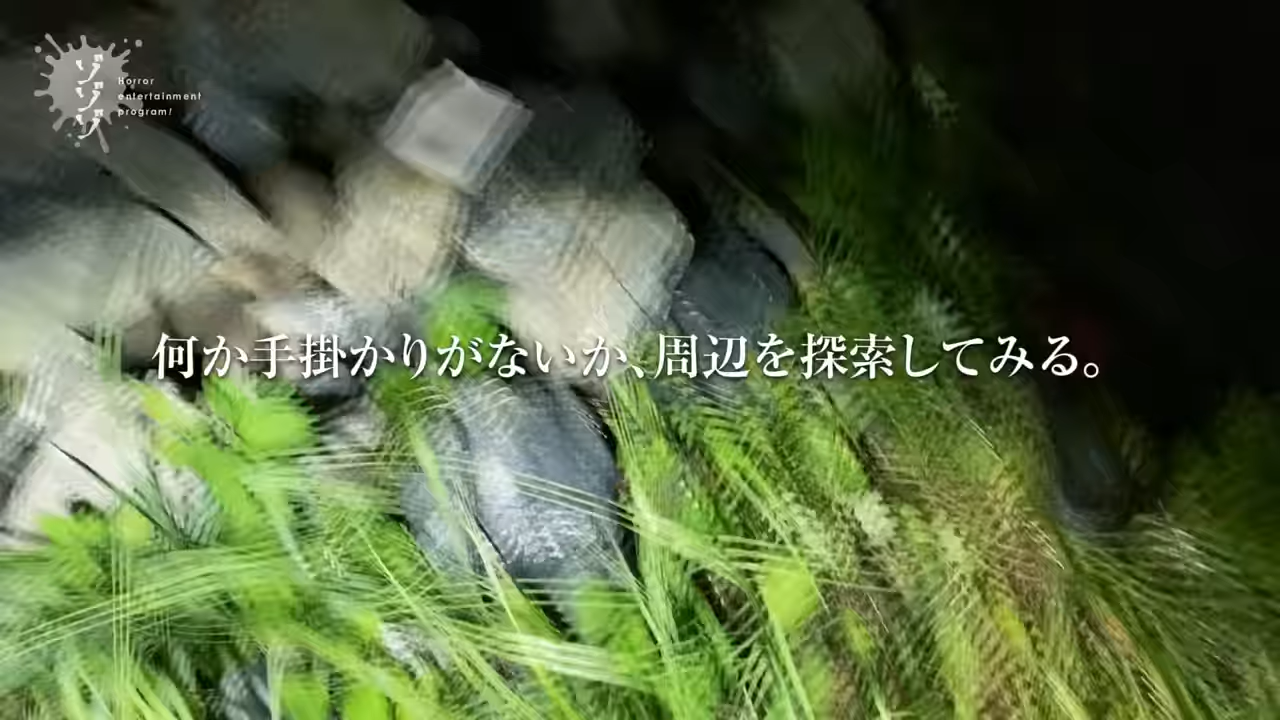 ゾゾゾ
Horror
entertainment
program!
何か手掛かりがないか、周辺を探索してみる。